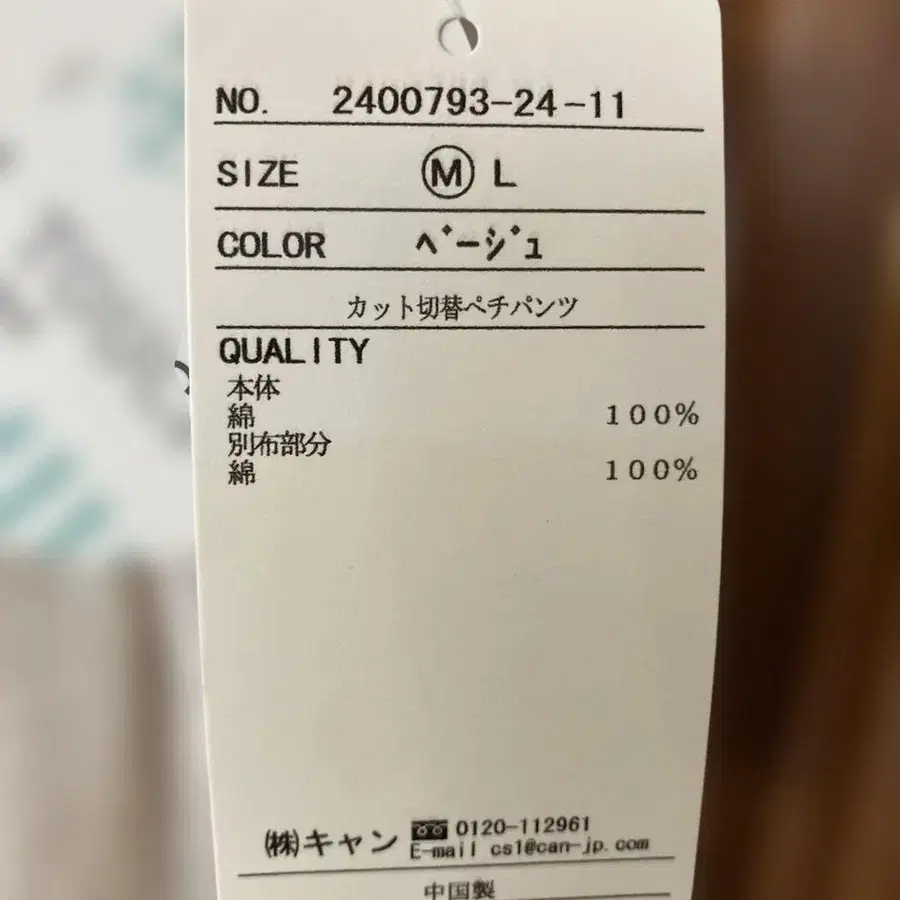 NO. 2400793-24-11
SIZE Ⓜ L
COLOR ﾍﾞｰｼﾞｭ
カット切替ペチパンツ
QUALITY
本体
綿 100%
別布部分
綿 100%
㈱キャン 0120-112961
E-mail cs1@can-jp.com
中国製